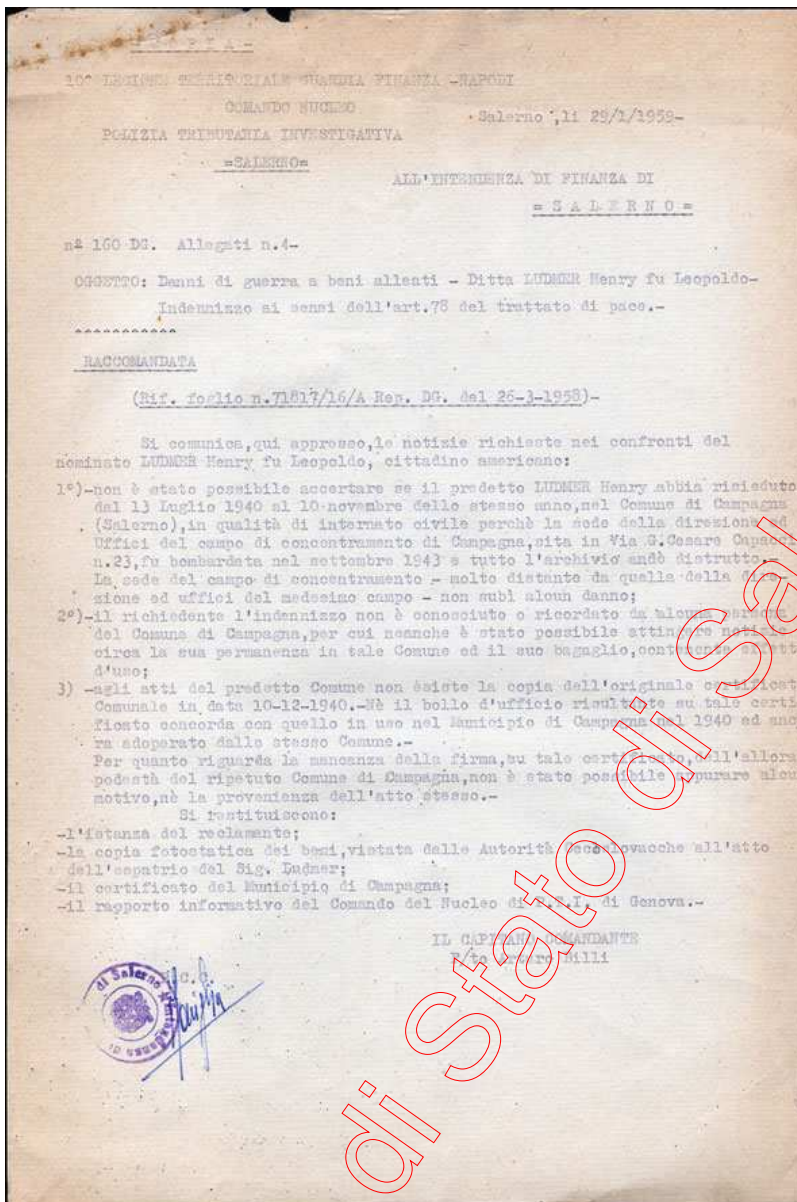 - C O P I A -
10° LEGIONE TERRITORIALE GUARDIA FINANZA -NAPOLI
COMANDO NUCLEO
Salerno ,li 29/1/1959-
POLIZIA TRIBUTARIA INVESTIGATIVA
=SALERNO=
ALL'INTENDENZA DI FINANZA DI
= S A L E R N O =
nª 160 DG. Allegati n.4-
OGGETTO: Danni di guerra a beni alleati - Ditta LUDMER Henry fu Leopoldo-
Indennizzo ai sensi dell'art.78 del trattato di pace.-
RACCOMANDATA
(Rif. foglio n.71817/16/A Rep. DG. del 26-3-1958)-
Si comunica,qui appresso,le notizie richieste nei confronti del
nominato LUDMER Henry fu Leopoldo, cittadino americano:
1°)-non è stato possibile accertare se il predetto LUDMER Henry abbia risieduto
dal 13 Luglio 1940 al 10 novembre dello stesso anno,nel Comune di Campagna
(Salerno),in qualità di internato civile perchè la sede della direzione ed
Uffici del campo di concentramento di Campagna,sita in Via G.Cesare Capacci
n.23,fu bombardata nel settembre 1943 e tutto l'archivio andò distrutto.-
La sede del campo di concentramento - molto distante da quella della dire-
zione ed uffici del medesimo campo - non subì alcun danno;
2°)-il richiedente l'indennizzo non è conosciuto o ricordato da alcuna persona
del Comune di Campagna,per cui neanche è stato possibile attingere notizie
circa la sua permanenza in tale Comune ed il suo bagaglio,contenente effett
d'uso;
3) -agli atti del predetto Comune non esiste la copia dell'originale certificat
Comunale in data 10-12-1940.-Nè il bollo d'ufficio risultante su tale certi
ficato concorda con quello in uso nel Municipio di Campagna nel 1940 ed anco
ra adoperato dallo stesso Comune.-
Per quanto riguarda la mancanza della firma,su tale certificato,dell'allora
podestà del ripetuto Comune di Campagna,non è stato possibile appurare alcu
motivo,nè la provenienza dell'atto stesso.-
Si restituiscono:
-l'istanza del reclamante;
-la copia fotostatica dei beni,vistata dalle Autorità Cecoslovacche all'atto
dell'espatrio del Sig. Ludmer;
-il certificato del Municipio di Campagna;
-il rapporto informativo del Comando del Nucleo di P.T.I. di Genova.-
IL CAPITANO COMANDANTE
F/to Arturo Billi
.C.C.
di Salerno Intendenza di
di Stato di Sal